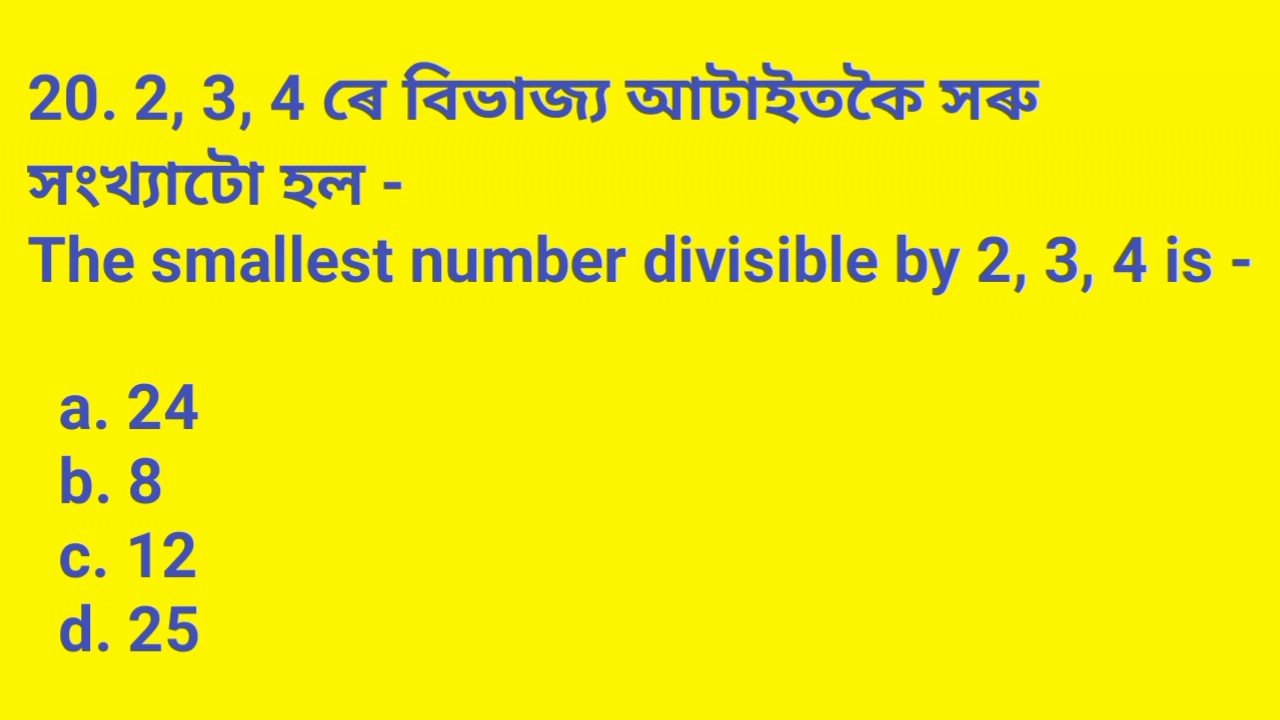 20. 2, 3, 4 ৰে বিভাজ্য আটাইতকৈ সৰু
সংখ্যাটো হল -
The smallest number divisible by 2, 3, 4 is -
a. 24
b. 8
c. 12
d. 25